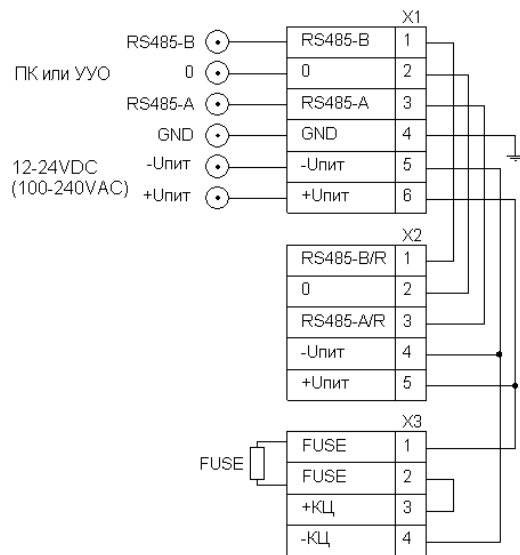 X1
RS485-B RS485-B 1
ПК или УУО 0 0 2
RS485-A RS485-A 3
GND GND 4
12-24VDC -Uпит -Uпит 5
(100-240VAC) +Uпит +Uпит 6
X2
RS485-B/R 1
0 2
RS485-A/R 3
-Uпит 4
+Uпит 5
X3
FUSE 1
FUSE FUSE 2
+КЦ 3
-КЦ 4